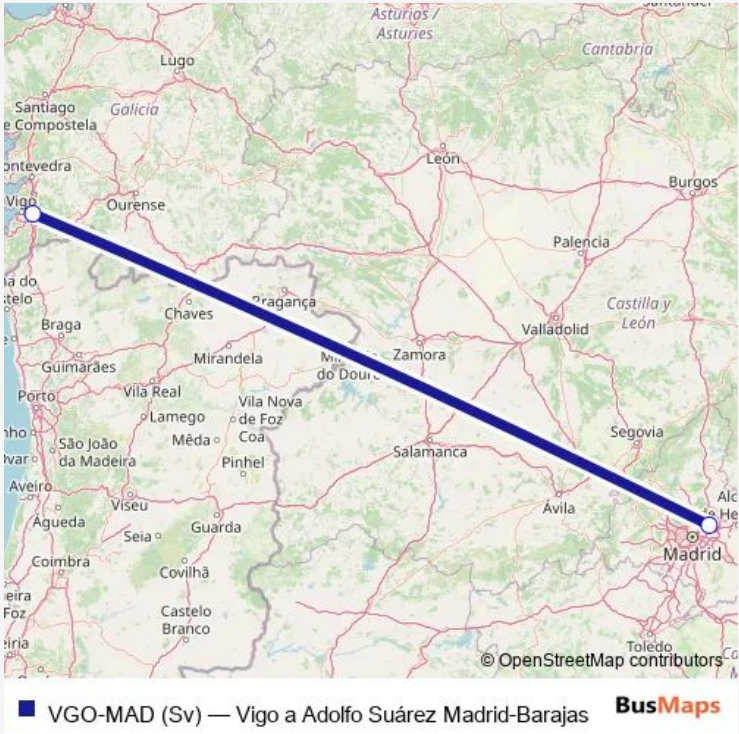 Asturias /
Asturies
Cantabria
Lugo
Santiago
Galicia
Compostela
León
Burgos
Vigo
Ourense
Palencia
Castilla y
León
Chaves
Bragança
Braga
Valladolid
Guimarães
Mirandela
Zamora
do
Vila Real
Porto
Vila Nova
de Foz
Coa
Lamego
Mêda
São João
da Madeira
Pinhel
Salamanca
Segovia
Aveiro
Viseu
Ávila
Águeda
Seia
Guarda
Madrid
Coimbra
Covilhã
Foz
Castelo
Branco
Toledo
© OpenStreetMap contributors
VGO-MAD (Sv) — Vigo a Adolfo Suárez Madrid-Barajas
BusMaps